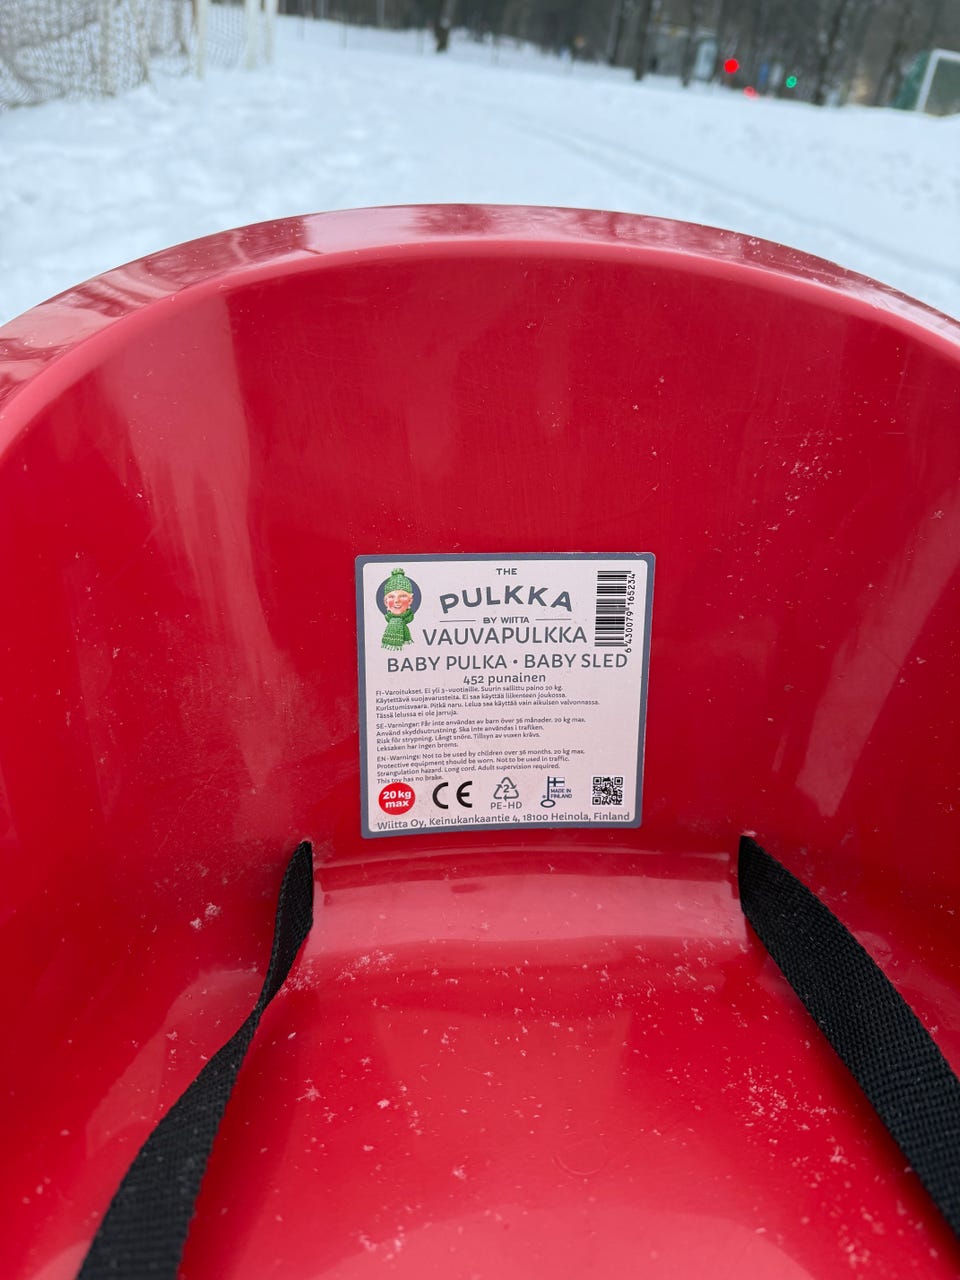 THE
PULKKA
BY WIITTA
VAUVAPULKKA
BABY PULKA • BABY SLED
452 punainen
6 430079 165234
FI-Varoitukset. Ei yli 3-vuotiaille. Suurin sallittu paino 20 kg.
Käytettävä suojavarusteita. Ei saa käyttää liikenteen joukossa.
Kuristumisvaara. Pitkä naru. Lelua saa käyttää vain aikuisen valvonnassa.
Tässä lelussa ei ole jarruja.
SE-Varningar: Får inte användas av barn över 36 månader. 20 kg max.
Använd skyddsutrustning. Ska inte användas i trafiken.
Risk för strypning. Långt snöre. Tillsyn av vuxen krävs.
Leksaken har ingen broms.
EN-Warnings: Not to be used by children over 36 months. 20 kg max.
Protective equipment should be worn. Not to be used in traffic.
Strangulation hazard. Long cord. Adult supervision required.
This toy has no brake.
20 kg
max
CE
2
PE-HD
MADE IN
FINLAND
Wiitta Oy, Keinukankaantie 4, 18100 Heinola, Finland